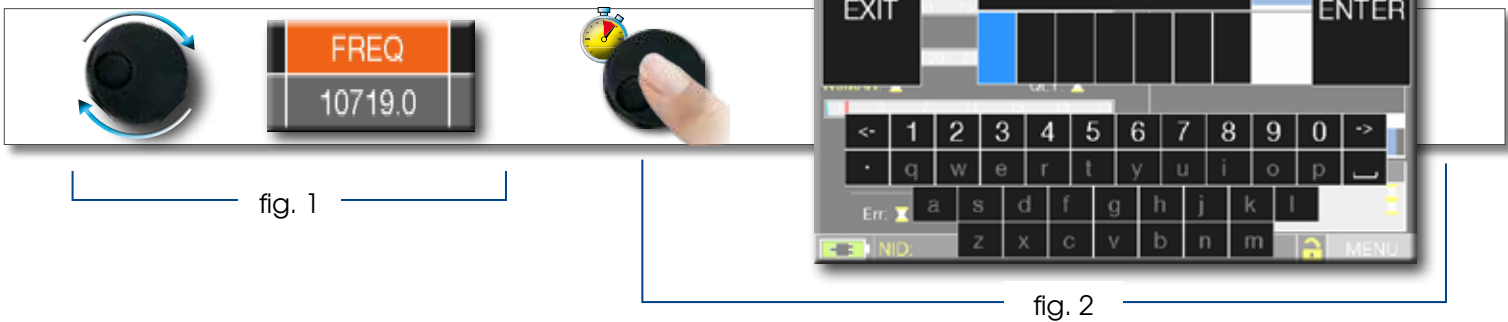 EXIT ENTER
FREQ
10719.0
<- 1 2 3 4 5 6 7 8 9 0 ->
. q w e r t y u i o p
Err: a s d f g h j k l
NID: z x c v b n m MENU
fig. 1
fig. 2